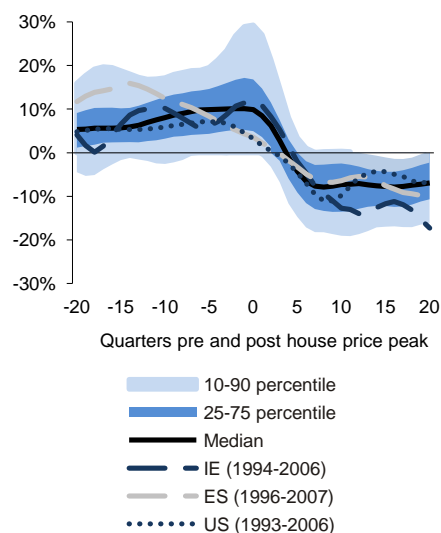 30%
20%
10%
0%
-10%
-20%
-30%
-20 -15 -10 -5 0 5 10 15 20
Quarters pre and post house price peak
10-90 percentile
25-75 percentile
Median
IE (1994-2006)
ES (1996-2007)
US (1993-2006)